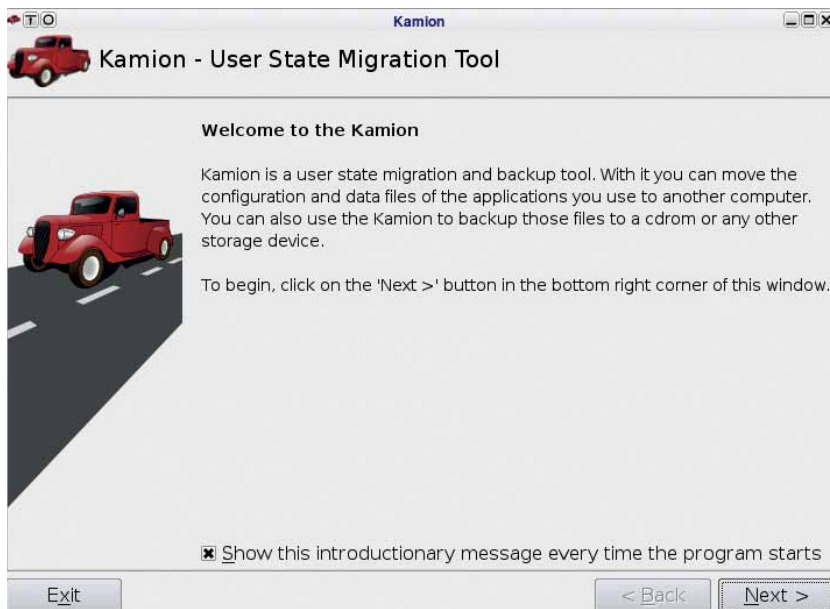 Kamion
Kamion - User State Migration Tool
Welcome to the Kamion
Kamion is a user state migration and backup tool. With it you can move the
configuration and data files of the applications you use to another computer.
You can also use the Kamion to backup those files to a cdrom or any other
storage device.
To begin, click on the 'Next >' button in the bottom right corner of this window.
Show this introductionary message every time the program starts
Exit
< Back
Next >